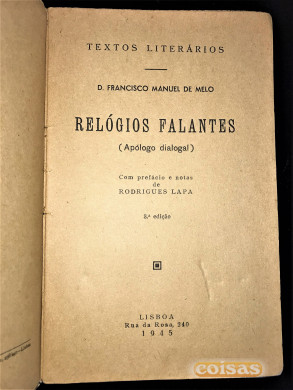 TEXTOS LITERÁRIOS
D. FRANCISCO MANUEL DE MELO
RELÓGIOS FALANTES
(Apólogo dialogal)
Com prefácio e notas
de
RODRIGUES LAPA
2.ª edição
LISBOA
Rua da Rosa, 240
1945
coisas